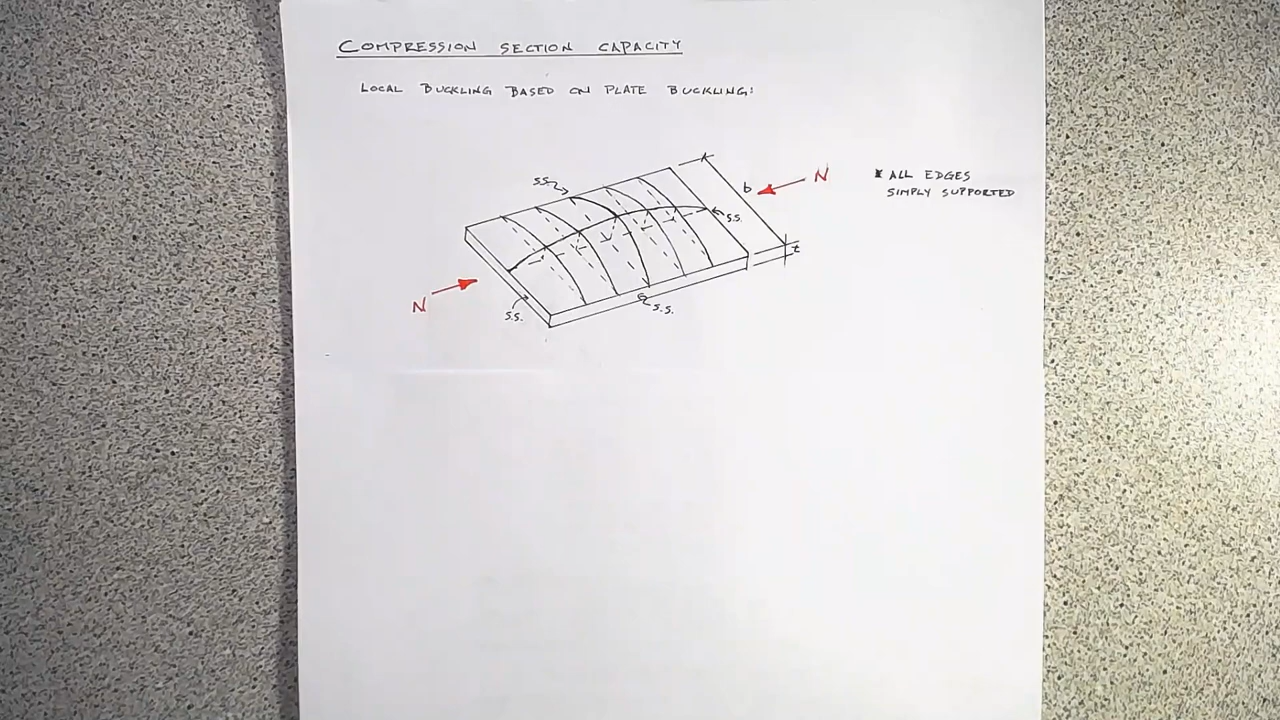 COMPRESSION SECTION CAPACITY
LOCAL BUCKLING BASED ON PLATE BUCKLING:
N
* ALL EDGES
SIMPLY SUPPORTED
S.S.
b
S.S.
t
N
S.S.
S.S.